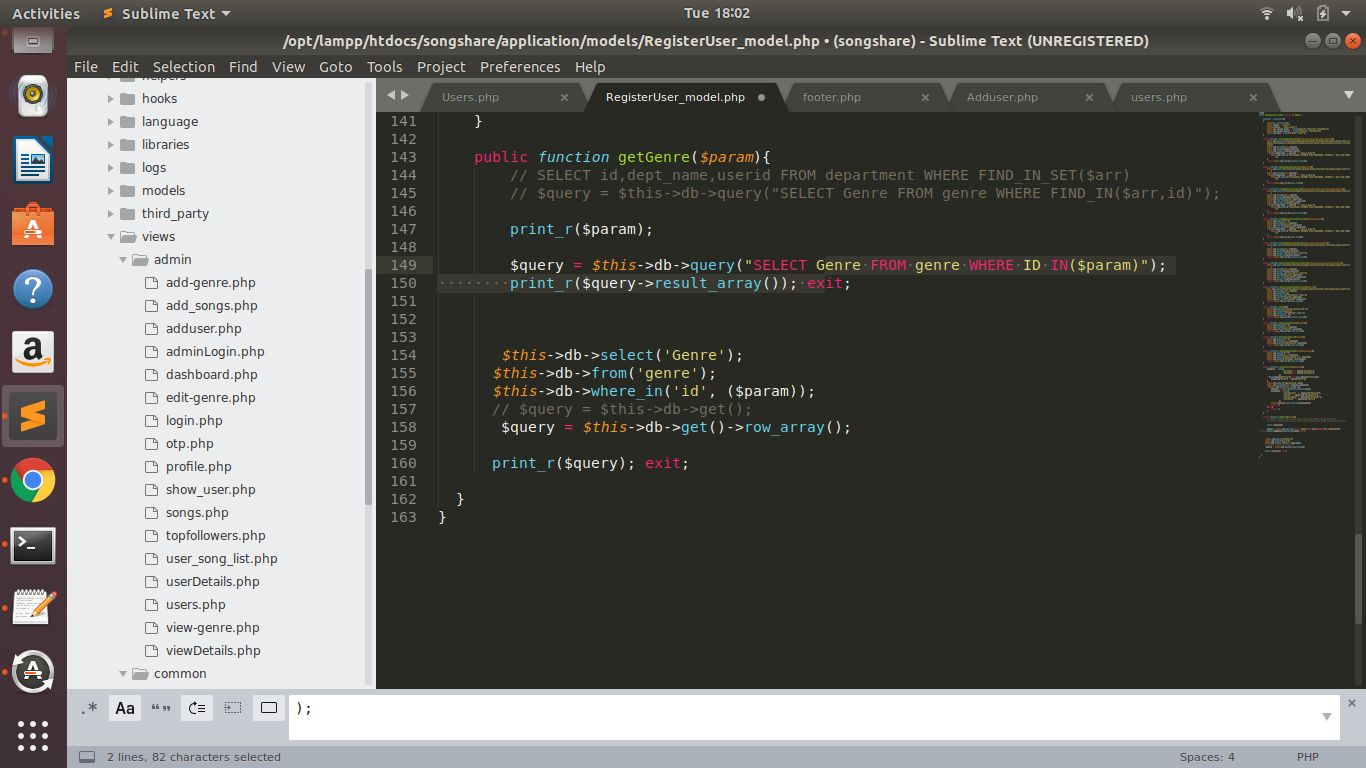 Activities Sublime Text Tue 18:02
/opt/lampp/htdocs/songshare/application/models/RegisterUser_model.php • (songshare) - Sublime Text (UNREGISTERED)
File Edit Selection Find View Goto Tools Project Preferences Help
helpers
hooks
language
libraries
logs
models
third_party
views
admin
add-genre.php
add_songs.php
adduser.php
adminLogin.php
dashboard.php
edit-genre.php
login.php
otp.php
profile.php
show_user.php
songs.php
topfollowers.php
user_song_list.php
userDetails.php
users.php
view-genre.php
viewDetails.php
common
Users.php RegisterUser_model.php footer.php Adduser.php users.php
141 }
142
143 public function getGenre($param){
144 // SELECT id,dept_name,userid FROM department WHERE FIND_IN_SET($arr)
145 // $query = $this->db->query("SELECT Genre FROM genre WHERE FIND_IN($arr,id)");
146
147 print_r($param);
148
149 $query = $this->db->query("SELECT Genre FROM genre WHERE ID IN($param)");
150 print_r($query->result_array()); exit;
151
152
153
154 $this->db->select('Genre');
155 $this->db->from('genre');
156 $this->db->where_in('id', ($param));
157 // $query = $this->db->get();
158 $query = $this->db->get()->row_array();
159
160 print_r($query); exit;
161
162 }
163 }
.* Aa “” );
2 lines, 82 characters selected Spaces: 4 PHP